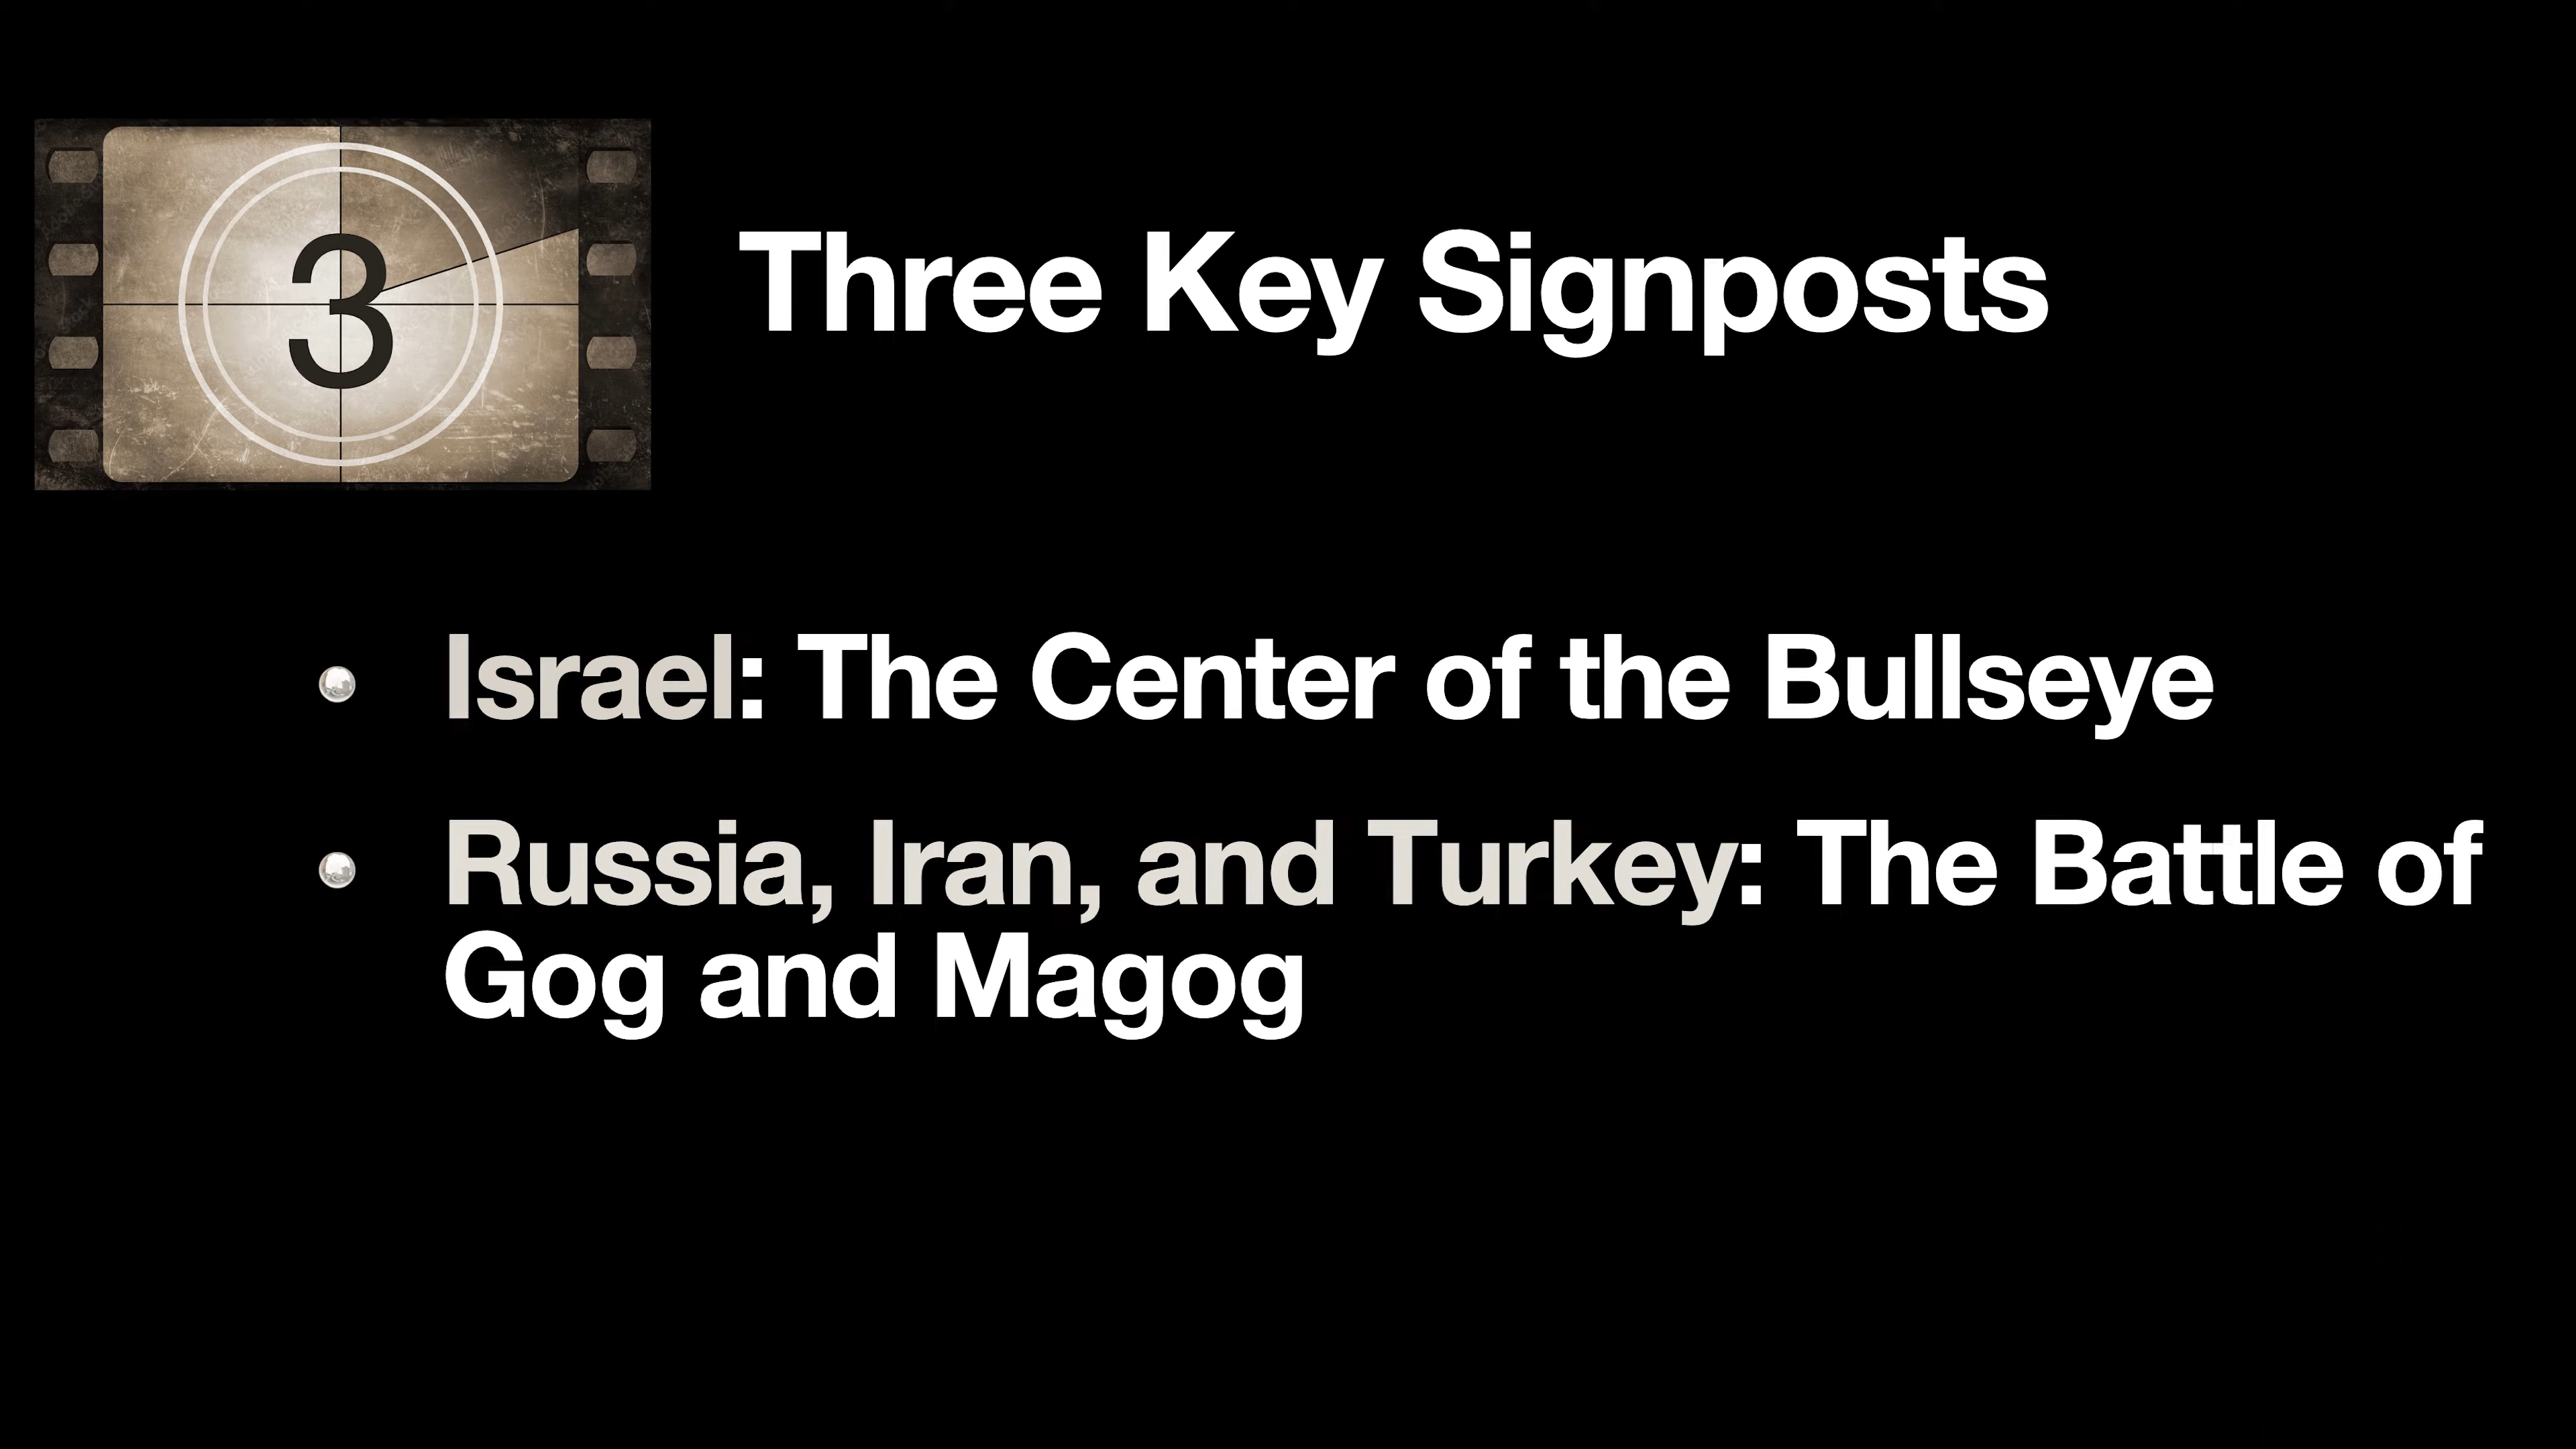 3
Three Key Signposts
Israel: The Center of the Bullseye
Russia, Iran, and Turkey: The Battle of
Gog and Magog